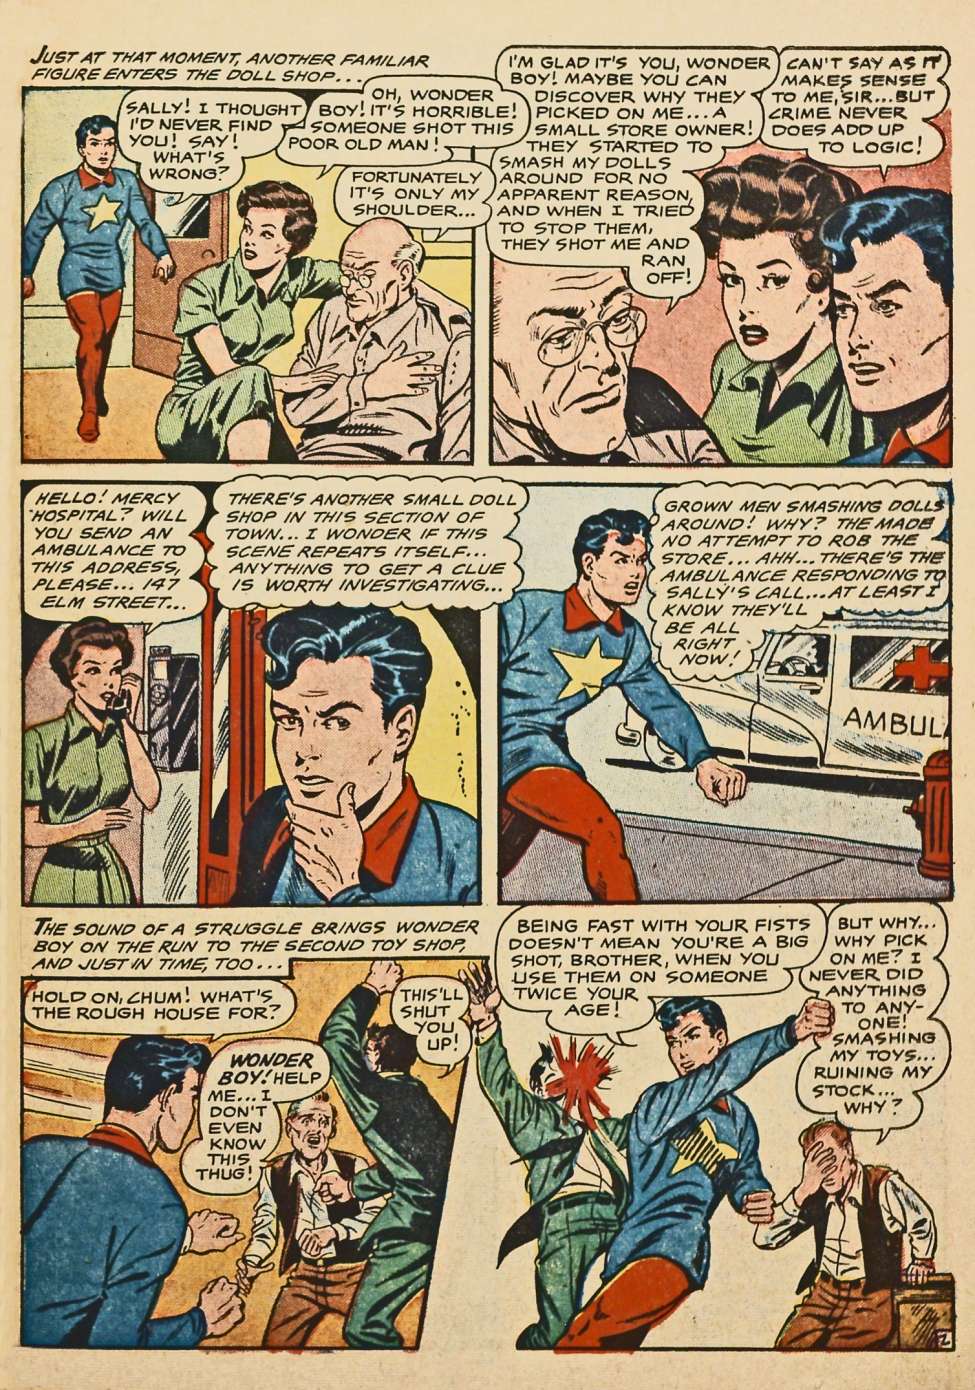 JUST AT THAT MOMENT, ANOTHER FAMILIAR
FIGURE ENTERS THE DOLL SHOP...
SALLY! I THOUGHT
I'D NEVER FIND
YOU! SAY!
WHAT'S
WRONG?
OH, WONDER
BOY! IT'S HORRIBLE!
SOMEONE SHOT THIS
POOR OLD MAN!
FORTUNATELY
IT'S ONLY MY
SHOULDER...
I'M GLAD IT'S YOU, WONDER
BOY! MAYBE YOU CAN
DISCOVER WHY THEY
PICKED ON ME... A
SMALL STORE OWNER!
THEY STARTED TO
SMASH MY DOLLS
AROUND FOR NO
APPARENT REASON,
AND WHEN I TRIED
TO STOP THEM,
THEY SHOT ME AND
RAN
OFF!
CAN'T SAY AS IT
MAKES SENSE
TO ME, SIR... BUT
CRIME NEVER
DOES ADD UP
TO LOGIC!
HELLO! MERCY
HOSPITAL? WILL
YOU SEND AN
AMBULANCE TO
THIS ADDRESS,
PLEASE... 147
ELM STREET...
THERE'S ANOTHER SMALL DOLL
SHOP IN THIS SECTION OF
TOWN... I WONDER IF THIS
SCENE REPEATS ITSELF...
ANYTHING TO GET A CLUE
IS WORTH INVESTIGATING...
GROWN MEN SMASHING DOLLS
AROUND! WHY? THE MADE
NO ATTEMPT TO ROB THE
STORE... AHH... THERE'S THE
AMBULANCE RESPONDING TO
SALLY'S CALL... AT LEAST I
KNOW THEY'LL
BE ALL
RIGHT
NOW!
AMBULA
THE SOUND OF A STRUGGLE BRINGS WONDER
BOY ON THE RUN TO THE SECOND TOY SHOP,
AND JUST IN TIME, TOO...
HOLD ON, CHUM! WHAT'S
THE ROUGH HOUSE FOR?
WONDER
BOY! HELP
ME... I
DON'T
EVEN
KNOW
THIS
THUG!
THIS'LL
SHUT
YOU
UP!
BEING FAST WITH YOUR FISTS
DOESN'T MEAN YOU'RE A BIG
SHOT, BROTHER, WHEN YOU
USE THEM ON SOMEONE
TWICE YOUR
AGE!
BUT WHY...
WHY PICK
ON ME? I
NEVER DID
ANYTHING
TO ANY-
ONE!
SMASHING
MY TOYS...
RUINING MY
STOCK...
WHY?
2